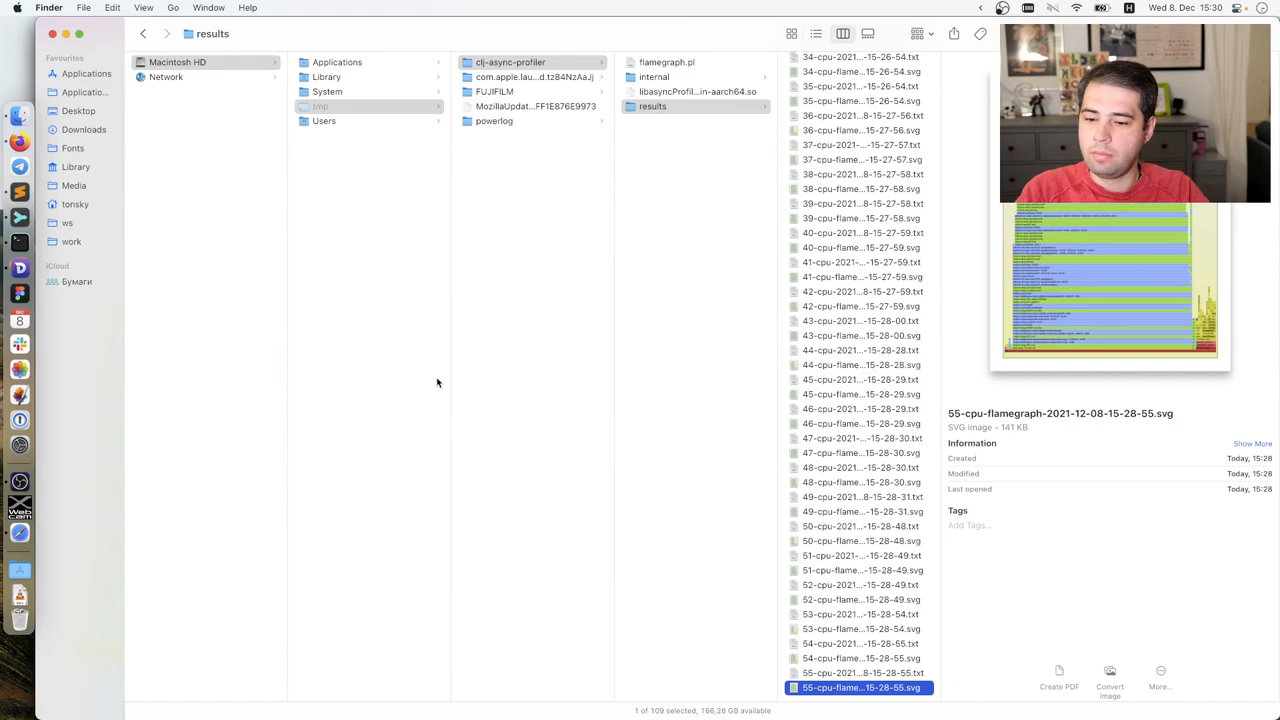 Finder File Edit View Go Window Help
Wed 8. Dec 15:30
results
Favourites
Applications
Applicatio...
Desktop
Downloads
Fonts
Library
Media
tonsky
ws
work
iCloud
Бумаги
Macintosh HD
Network
Applications
Library
System
tmp
Users
clj-async-profiler
com.apple.lau...d.tz84NzAaJj
FUJIFILM
MozillaUpdat...FF1E876E9973
powerlog
flamegraph.pl
internal
libasyncProfil...in-aarch64.so
results
34-cpu-2021...-15-26-54.txt
34-cpu-flame...15-26-54.svg
35-cpu-2021...-15-26-54.txt
35-cpu-flame...15-26-54.svg
36-cpu-2021...-15-27-56.txt
36-cpu-flame...15-27-56.svg
37-cpu-2021-...-15-27-57.txt
37-cpu-flame...-15-27-57.svg
38-cpu-2021...8-15-27-58.txt
38-cpu-flame...15-27-58.svg
39-cpu-2021...8-15-27-58.txt
39-cpu-flame...15-27-58.svg
40-cpu-2021...8-15-27-59.txt
40-cpu-flame...15-27-59.svg
41-cpu-2021-...-15-27-59.txt
41-cpu-flame...-15-27-59.svg
42-cpu-2021...8-15-27-59.txt
42-cpu-flame...15-27-59.svg
43-cpu-2021...-15-28-00.txt
43-cpu-flame...15-28-00.svg
44-cpu-2021...-15-28-28.txt
44-cpu-flame...15-28-28.svg
45-cpu-2021...-15-28-29.txt
45-cpu-flame...15-28-29.svg
46-cpu-2021...-15-28-29.txt
46-cpu-flame...15-28-29.svg
47-cpu-2021-...-15-28-30.txt
47-cpu-flame...15-28-30.svg
48-cpu-2021...-15-28-30.txt
48-cpu-flame...15-28-30.svg
49-cpu-2021...8-15-28-31.txt
49-cpu-flame...-15-28-31.svg
50-cpu-2021...-15-28-48.txt
50-cpu-flame...15-28-48.svg
51-cpu-2021-...-15-28-49.txt
51-cpu-flame...-15-28-49.svg
52-cpu-2021...-15-28-49.txt
52-cpu-flame...15-28-49.svg
53-cpu-2021...-15-28-54.txt
53-cpu-flame...15-28-54.svg
54-cpu-2021...-15-28-55.txt
54-cpu-flame...15-28-55.svg
55-cpu-2021...8-15-28-55.txt
55-cpu-flame...15-28-55.svg
55-cpu-flamegraph-2021-12-08-15-28-55.svg
SVG image - 141 KB
Information
Show More
Created Today, 15:28
Modified Today, 15:28
Last opened Today, 15:28
Tags
Add Tags...
Create PDF
Convert Image
More...
1 of 109 selected, 166,28 GB available
DEC
8
Web
cam